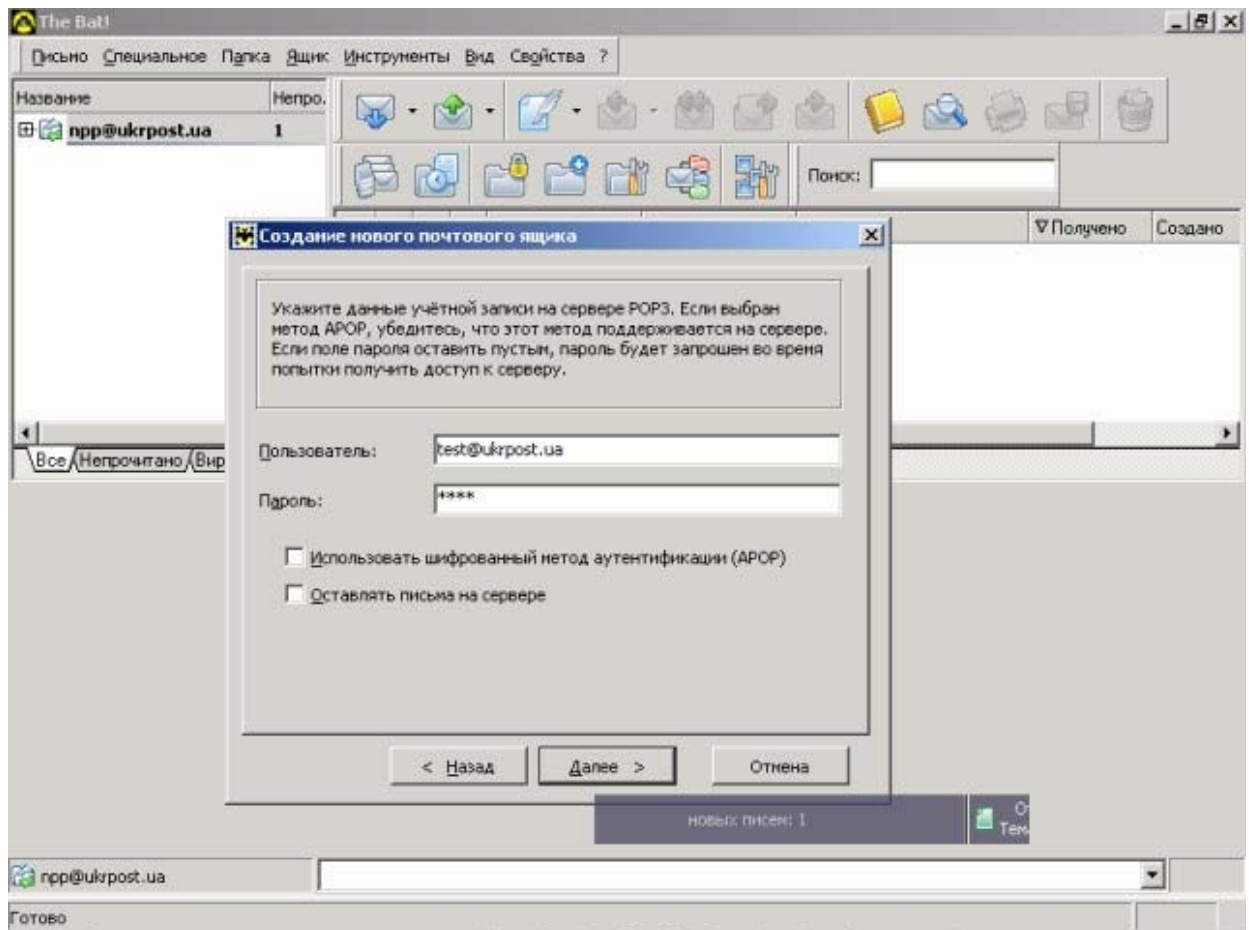 The Bat!
Письмо Специальное Папка Ящик Инструменты Вид Свойства ?
Название Непро.
npp@ukrpost.ua 1
Поиск:
Получено Создано
Создание нового почтового ящика
Укажите данные учётной записи на сервере POP3. Если выбран
метод APOP, убедитесь, что этот метод поддерживается на сервере.
Если поле пароля оставить пустым, пароль будет запрошен во время
попытки получить доступ к серверу.
Все Непрочитано Вир
Пользователь: test@ukrpost.ua
Пароль: ****
Использовать шифрованный метод аутентификации (APOP)
Оставлять письма на сервере
< Назад Далее > Отмена
новых писем: 1
О
Тем
npp@ukrpost.ua
Готово